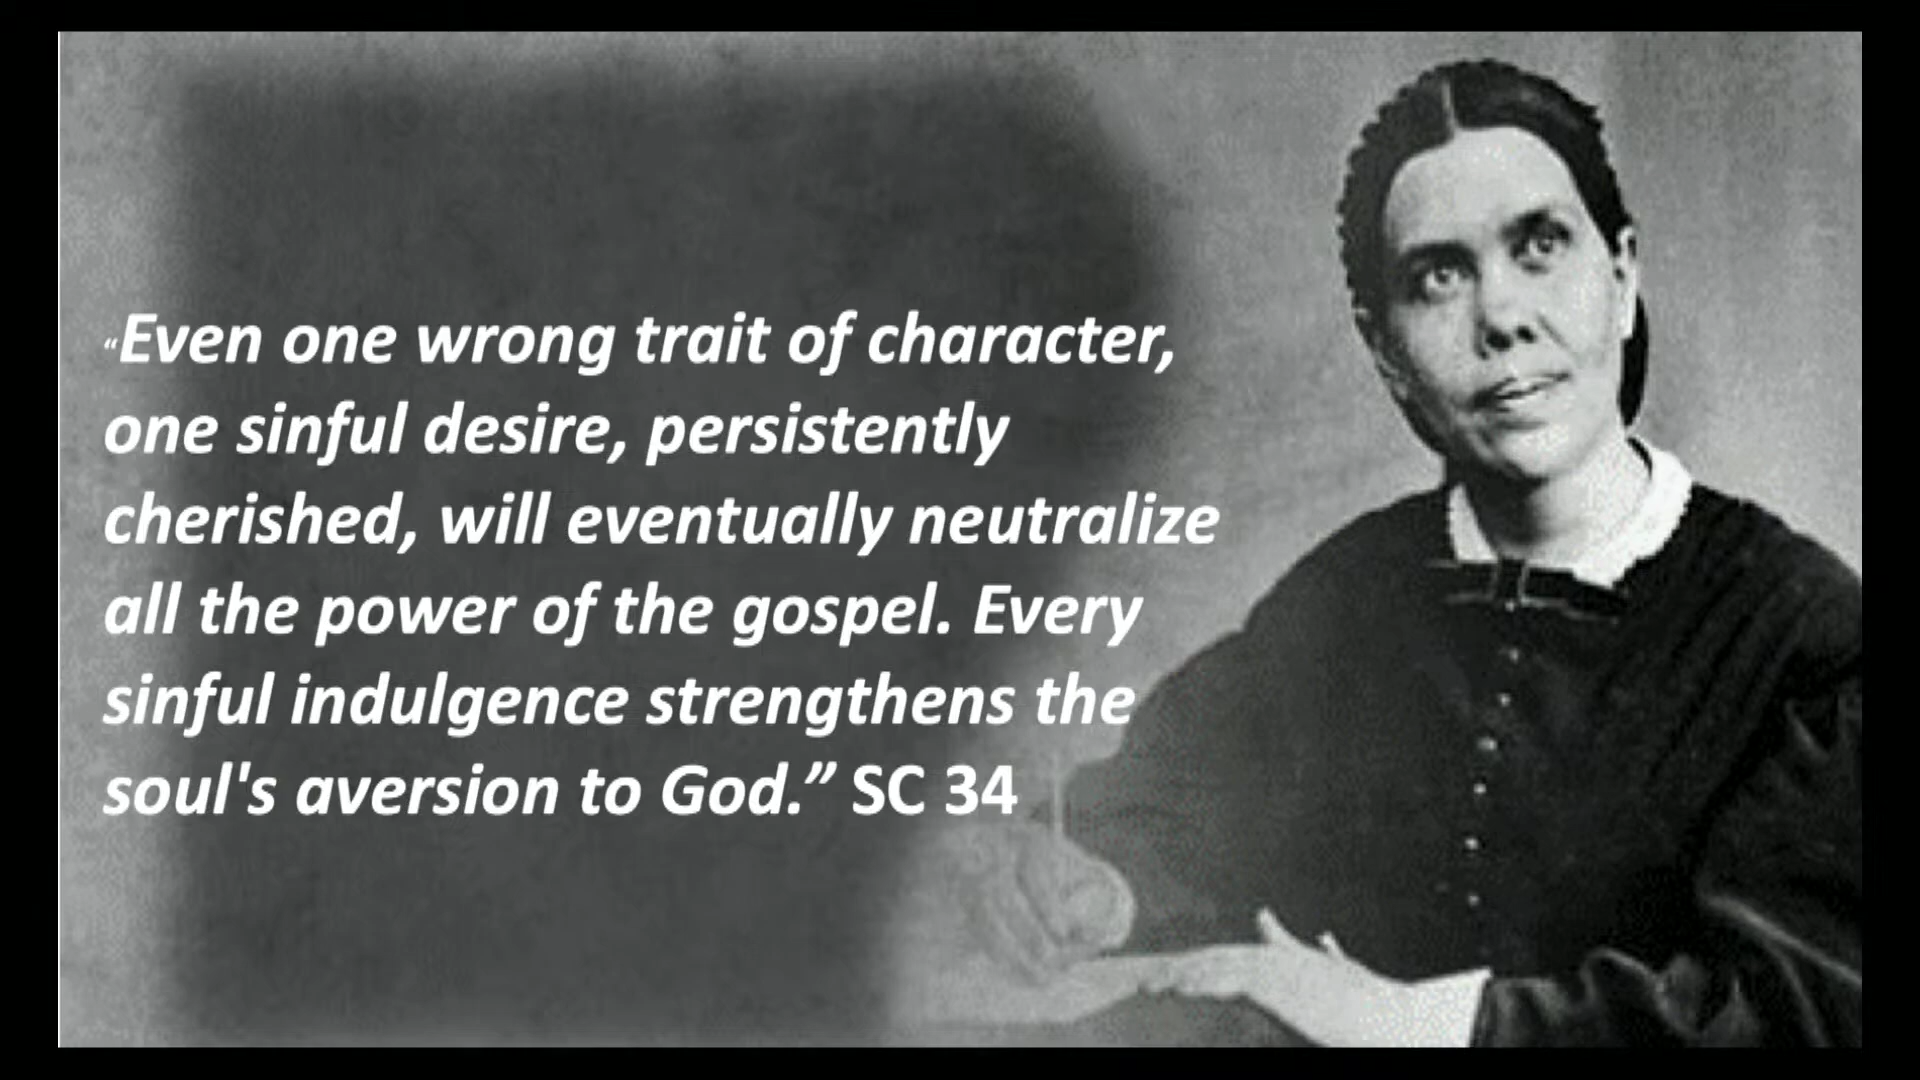 “Even one wrong trait of character,
one sinful desire, persistently
cherished, will eventually neutralize
all the power of the gospel. Every
sinful indulgence strengthens the
soul's aversion to God.” SC 34